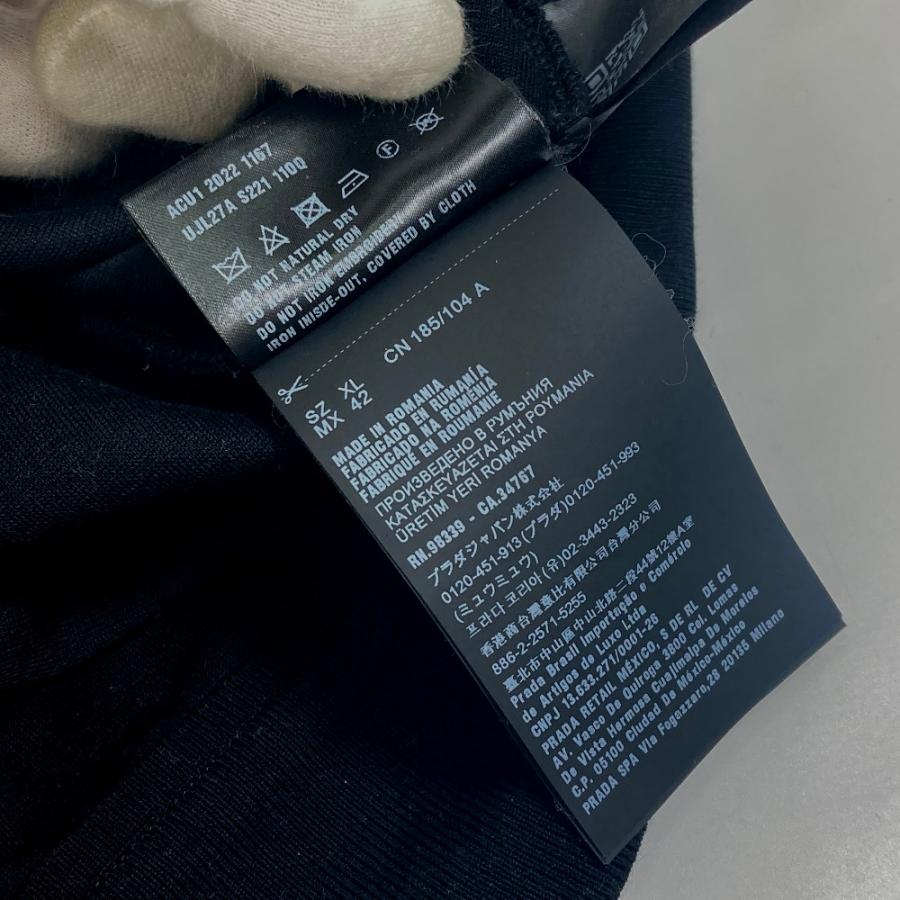 ACU1 2022 1167
UJL27A S221 110Q
F
DO NOT NATURAL DRY
DO NOT STEAM IRON
DO NOT IRON EMBROIDERY
IRON INISDE-OUT, COVERED BY CLOTH
SZ XL CN 185/104 A
MX 42
MADE IN ROMANIA
FABRICADO EN RUMANÍA
FABRICADO NA ROMÉNIA
FABRIQUE EN ROUMANIE
ПРОИЗВЕДЕНО В РУМЪНИЯ
ΚΑΤΑΣΚΕΥΑΖΕΤΑΙ ΣΤΗ ΡΟΥΜΑΝΙΑ
ÜRETIM YERI ROMANYA
RN.98339 - CA.34767
プラダジャパン株式会社
0120-451-913(プラダ)0120-451-993
(ミュウミュウ)
프라다코리아(유)02-3443-2323
香港商台灣普拉比有限公司台灣分公司
886-2-2571-5255
臺北市中山區中山北路二段44號12樓A室
Prada Brasil Importação e Comércio
de Artigos de Luxo Ltda
CNPJ 13.633.271/0001-26
PRADA RETAIL MÉXICO, S DE RL DE CV
AV. Vasco De Quiroga 3800 Col. Lomas
De Vista Hermosa Cuajimalpa De Morelos
C.P. 05100 Ciudad De México-México
PRADA SPA Via Fogazzaro,28 20135 Milano